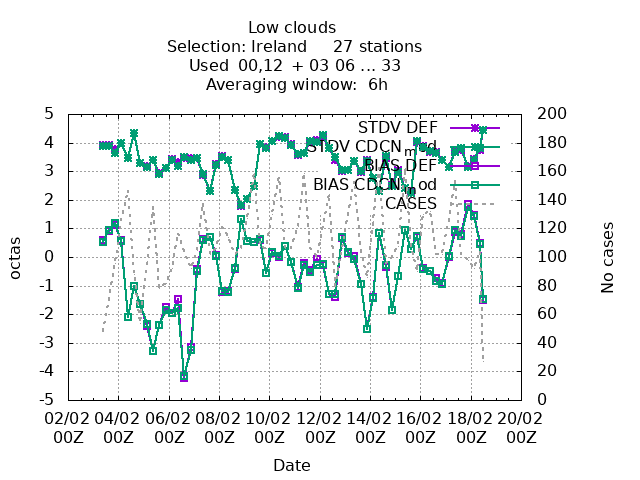 Low clouds
Selection: Ireland 27 stations
Used 00,12 + 03 06 ... 33
Averaging window: 6h
5 200
STDV DEF
4 180
STDV CDCN_mod
3 160
BIAS DEF
BIAS CDCN_mod
2 140
CASES
1 120
0 100
-1 80
-2 60
-3 40
-4 20
-5 0
octas
No cases
02/02 04/02 06/02 08/02 10/02 12/02 14/02 16/02 18/02 20/02
00Z 00Z 00Z 00Z 00Z 00Z 00Z 00Z 00Z 00Z
Date